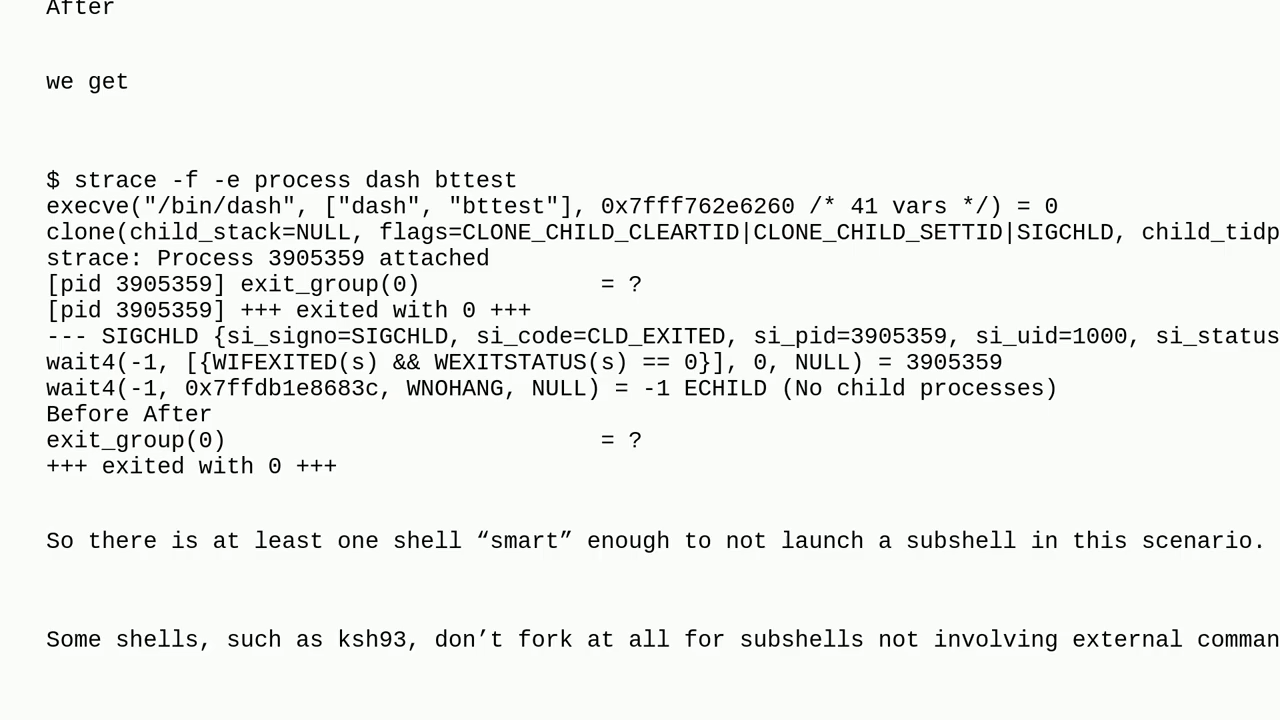 After
we get
$ strace -f -e process dash bttest
execve("/bin/dash", ["dash", "bttest"], 0x7fff762e6260 /* 41 vars */) = 0
clone(child_stack=NULL, flags=CLONE_CHILD_CLEARTID|CLONE_CHILD_SETTID|SIGCHLD, child_tidp
strace: Process 3905359 attached
[pid 3905359] exit_group(0)             = ?
[pid 3905359] +++ exited with 0 +++
--- SIGCHLD {si_signo=SIGCHLD, si_code=CLD_EXITED, si_pid=3905359, si_uid=1000, si_status
wait4(-1, [{WIFEXITED(s) && WEXITSTATUS(s) == 0}], 0, NULL) = 3905359
wait4(-1, 0x7ffdb1e8683c, WNOHANG, NULL) = -1 ECHILD (No child processes)
Before After
exit_group(0)                           = ?
+++ exited with 0 +++
So there is at least one shell “smart” enough to not launch a subshell in this scenario.
Some shells, such as ksh93, don’t fork at all for subshells not involving external comman